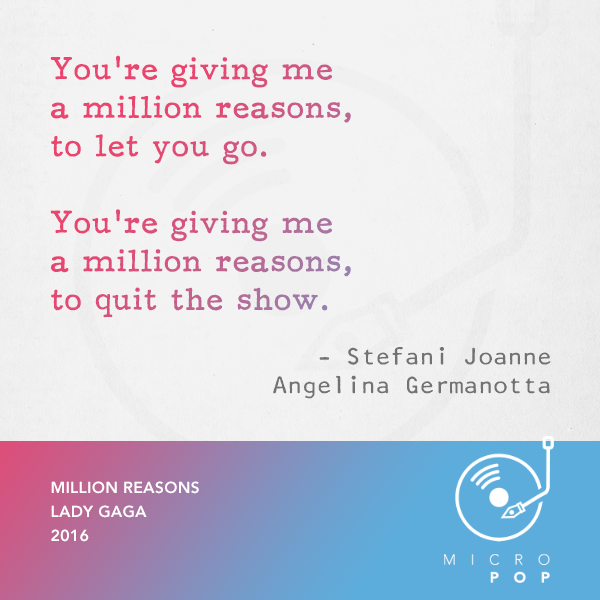 You're giving me
a million reasons,
to let you go.
You're giving me
a million reasons,
to quit the show.
– Stefani Joanne
Angelina Germanotta
MILLION REASONS
LADY GAGA
2016
MICRO
POP